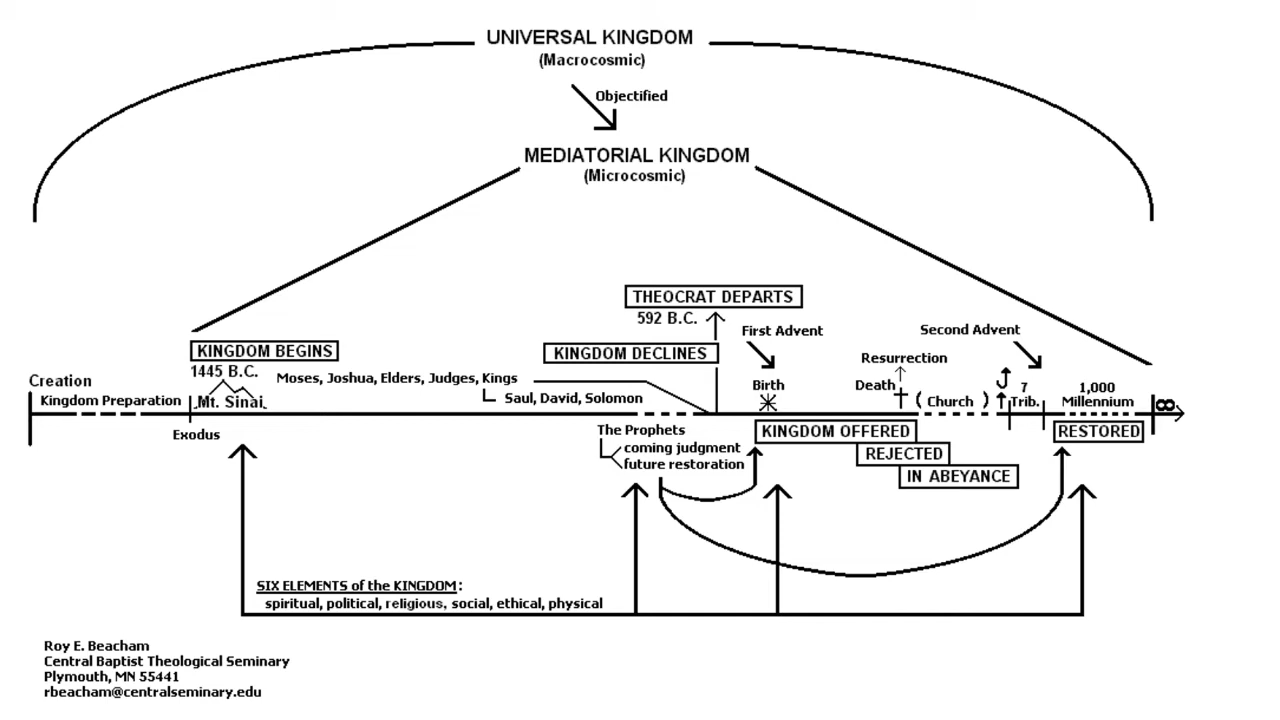 UNIVERSAL KINGDOM
(Macrocosmic)
Objectified
MEDIATORIAL KINGDOM
(Microcosmic)
THEOCRAT DEPARTS
592 B.C.
First Advent
Second Advent
KINGDOM BEGINS
1445 B.C.
KINGDOM DECLINES
Resurrection
Creation
Kingdom Preparation
Mt. Sinai
Exodus
Moses, Joshua, Elders, Judges, Kings
Saul, David, Solomon
Birth
Death
( Church )
7
Trib.
1,000
Millennium
∞
The Prophets
coming judgment
future restoration
KINGDOM OFFERED
REJECTED
IN ABEYANCE
RESTORED
SIX ELEMENTS of the KINGDOM:
spiritual, political, religious, social, ethical, physical
Roy E. Beacham
Central Baptist Theological Seminary
Plymouth, MN 55441
rbeacham@centralseminary.edu